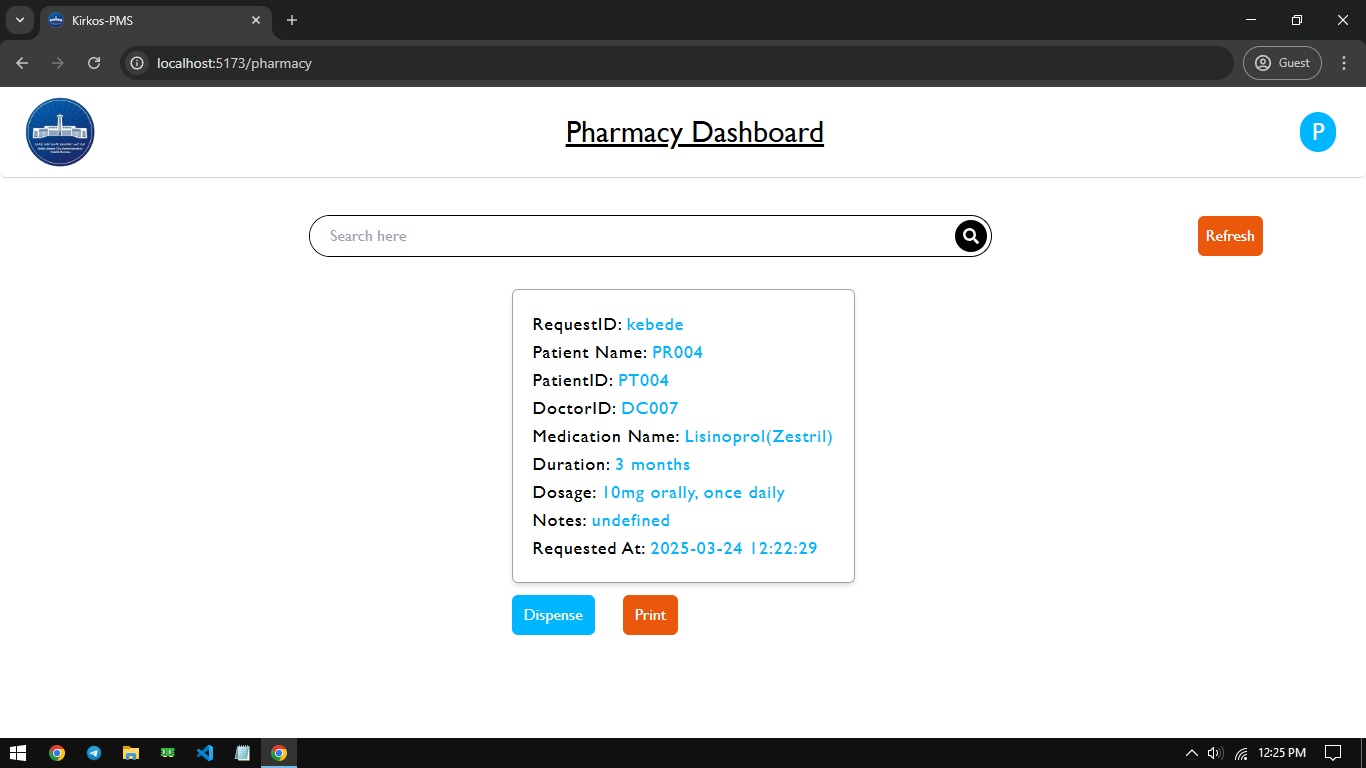 Kirkos-PMS
localhost:5173/pharmacy
Guest
Pharmacy Dashboard
P
Search here
Refresh
RequestID: kebede
Patient Name: PR004
PatientID: PT004
DoctorID: DC007
Medication Name: Lisinoprol(Zestril)
Duration: 3 months
Dosage: 10mg orally, once daily
Notes: undefined
Requested At: 2025-03-24 12:22:29
Dispense
Print
12:25 PM